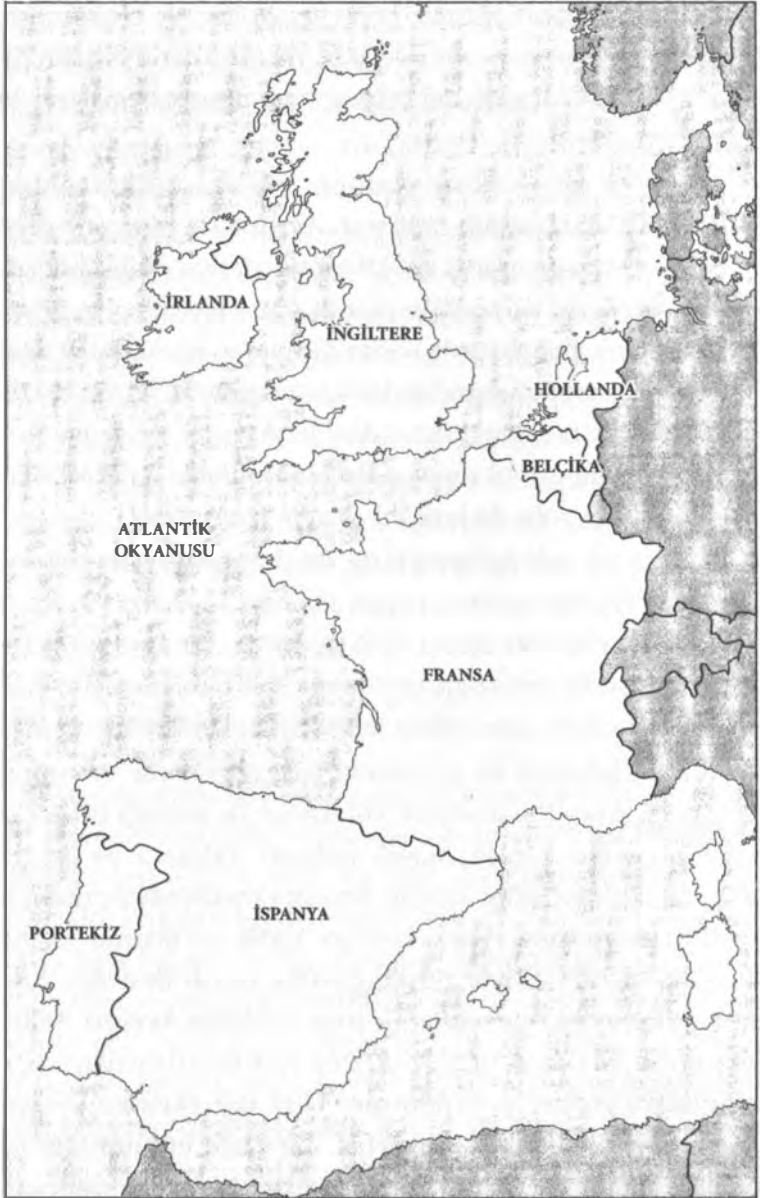 İRLANDA
İNGİLTERE
HOLLANDA
BELÇİKA
ATLANTİK
OKYANUSU
FRANSA
İSPANYA
PORTEKİZ